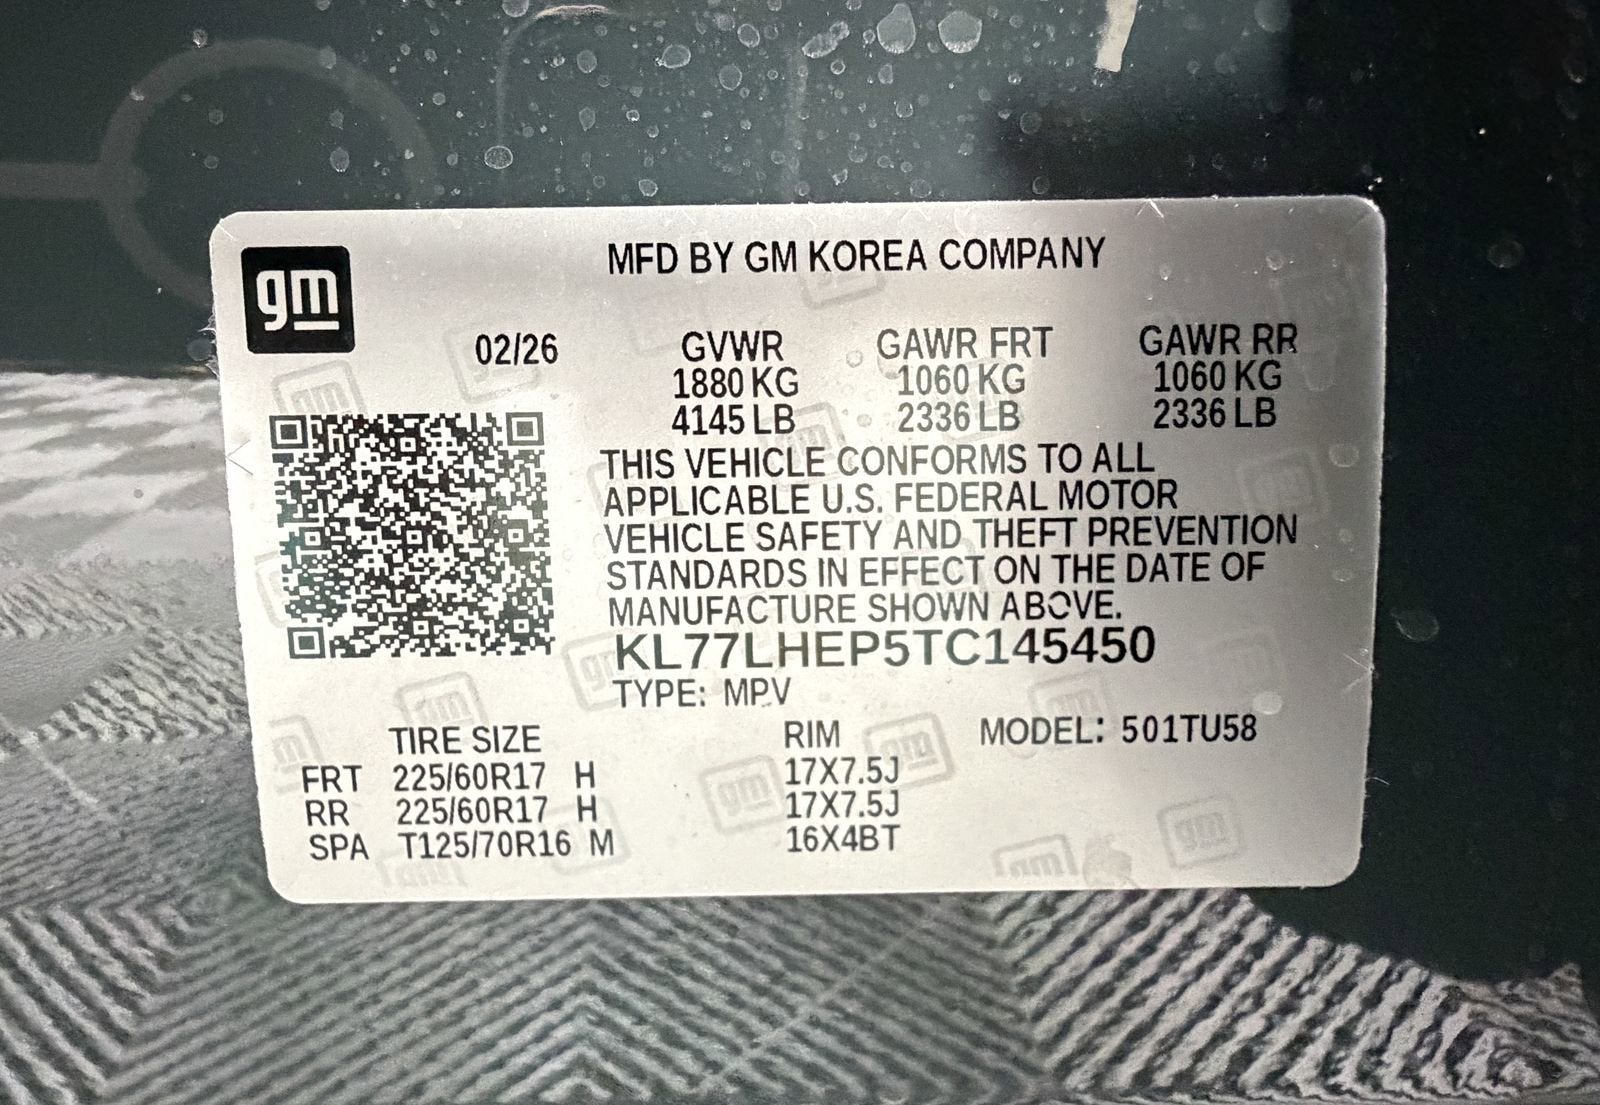 gm
MFD BY GM KOREA COMPANY
02/26
GVWR GAWR FRT GAWR RR
1880 KG 1060 KG 1060 KG
4145 LB 2336 LB 2336 LB
THIS VEHICLE CONFORMS TO ALL
APPLICABLE U.S. FEDERAL MOTOR
VEHICLE SAFETY AND THEFT PREVENTION
STANDARDS IN EFFECT ON THE DATE OF
MANUFACTURE SHOWN ABOVE.
KL77LHEP5TC145450
TYPE: MPV
TIRE SIZE RIM MODEL: 501TU58
FRT 225/60R17 H 17X7.5J
RR 225/60R17 H 17X7.5J
SPA T125/70R16 M 16X4BT